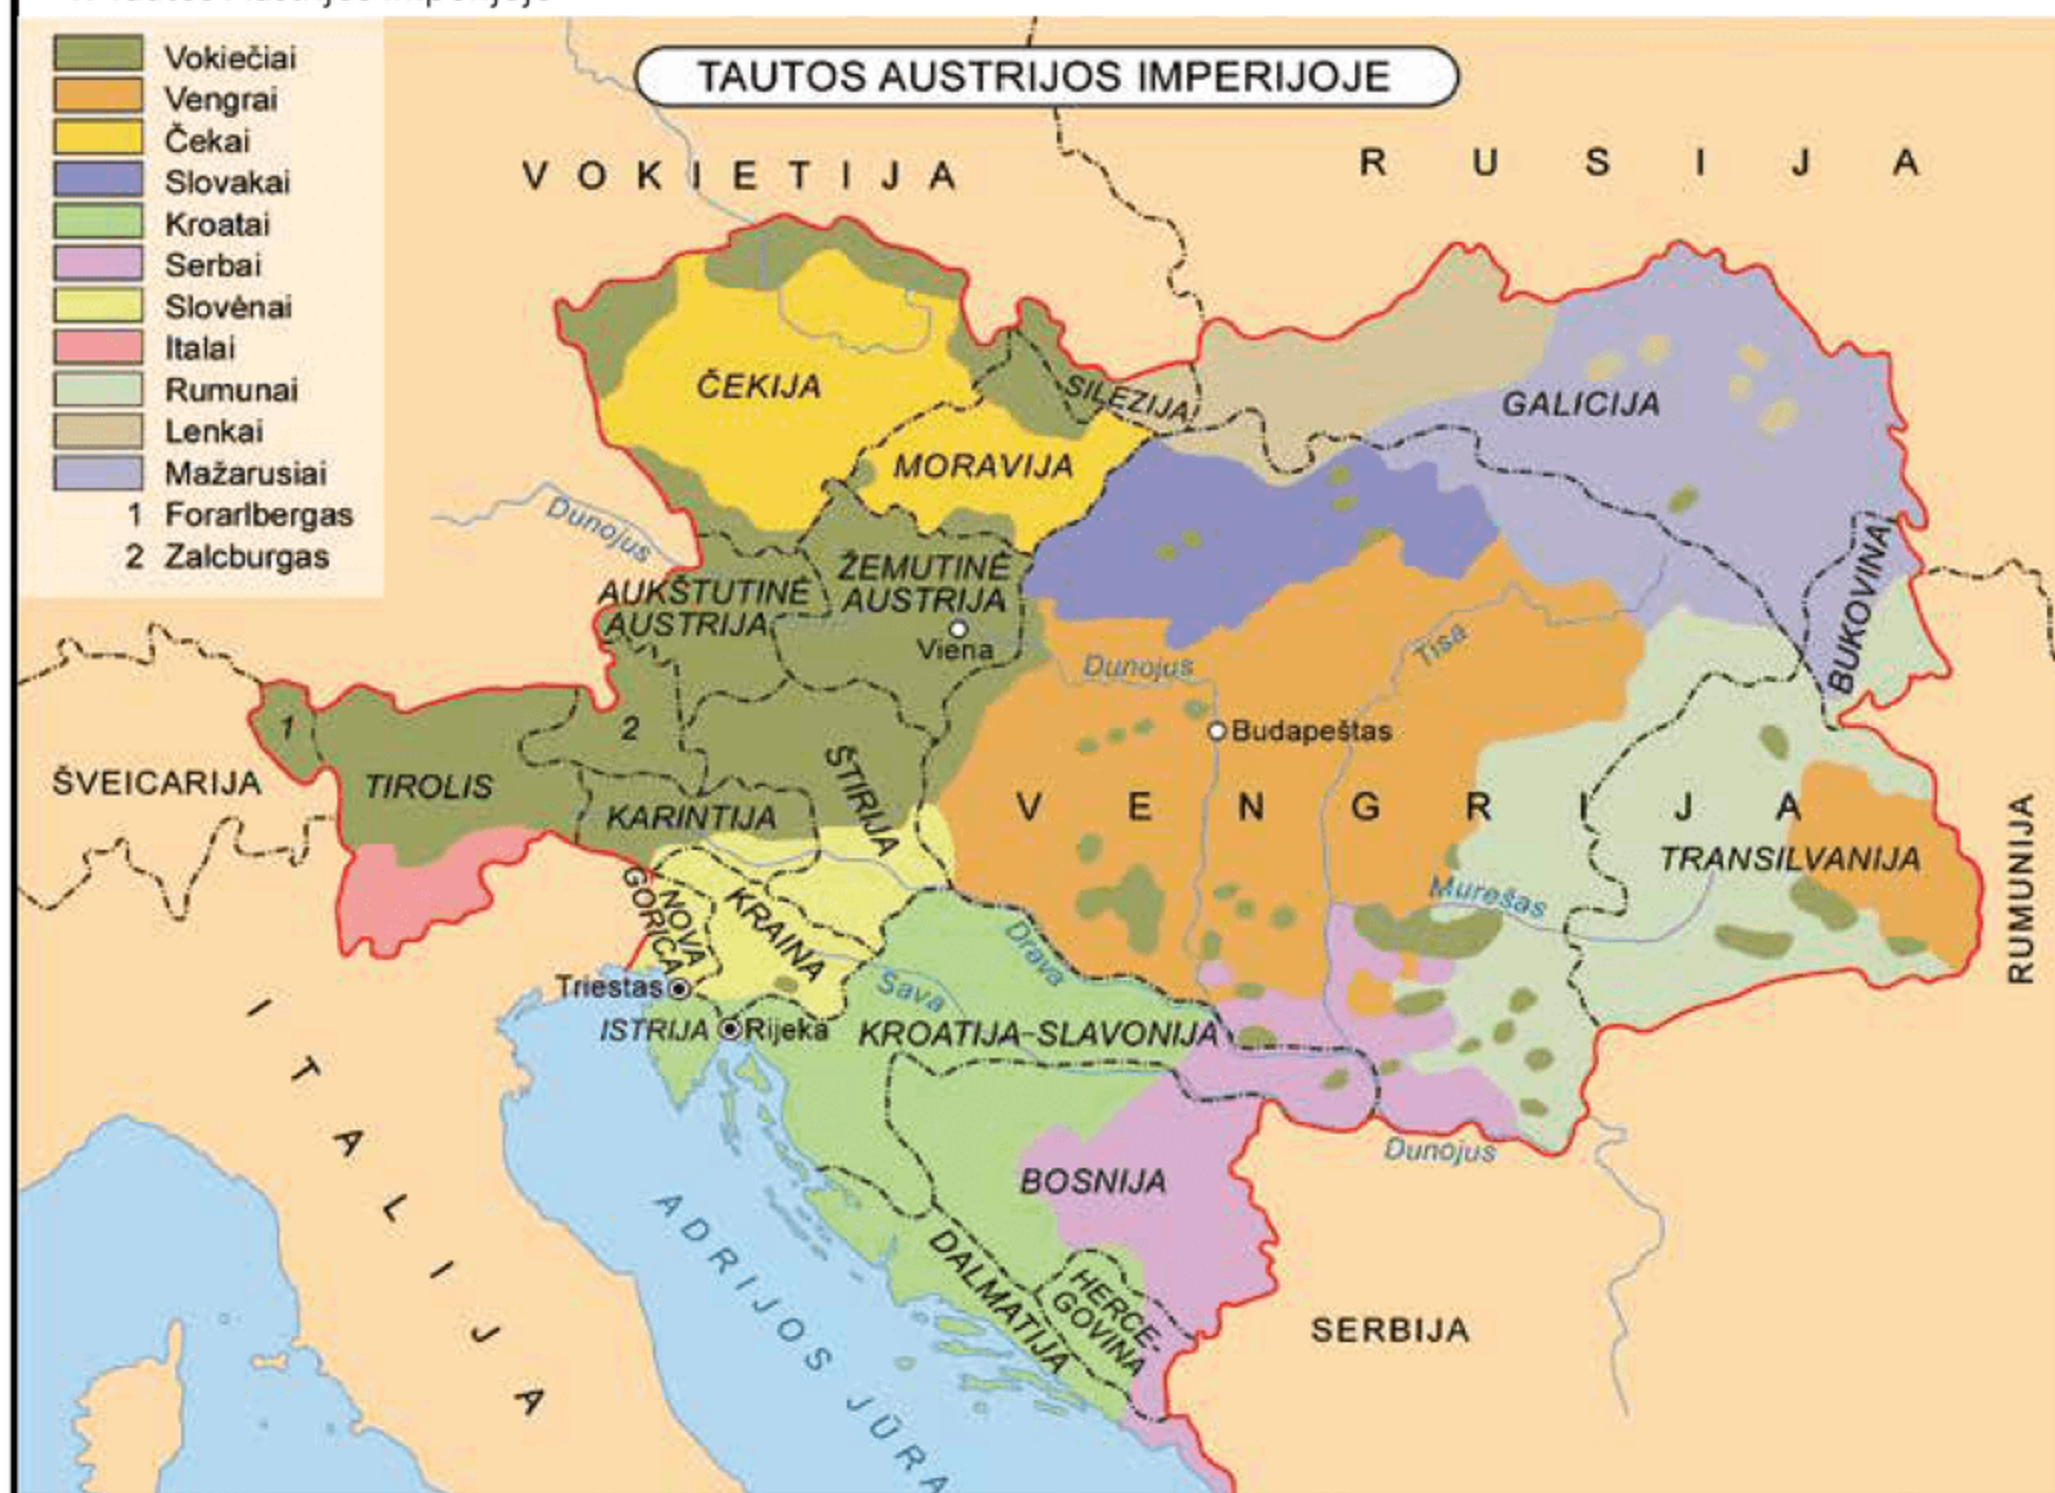 TAUTOS AUSTRIJOS IMPERIJOJE
Vokiečiai
Vengrai
Čekai
Slovakai
Kroatai
Serbai
Slovėnai
Italai
Rumunai
Lenkai
Mažarusiai
1 Forarlbergas
2 Zalcburgas
VOKIETIJA
RUSIJA
ČEKIJA
SILEZIJA
GALICIJA
MORAVIJA
Dunojus
AUKŠTUTINĖ
AUSTRIJA
ŽEMUTINĖ
AUSTRIJA
Viena
BUKOVINA
Dunojus
Tisa
1
2
Budapeštas
ŠVEICARIJA
TIROLIS
KARINTIJA
ŠTIRIJA
VENGRIJA
TRANSILVANIJA
RUMUNIJA
Murešas
NOVA
GORICA
KRAINA
Drava
Sava
Triestas
ISTRIJA
Rijeka
KROATIJA-SLAVONIJA
ITALIJA
BOSNIJA
Dunojus
DALMATIJA
HERCE-
GOVINA
SERBIJA
ADRIJOS JŪRA